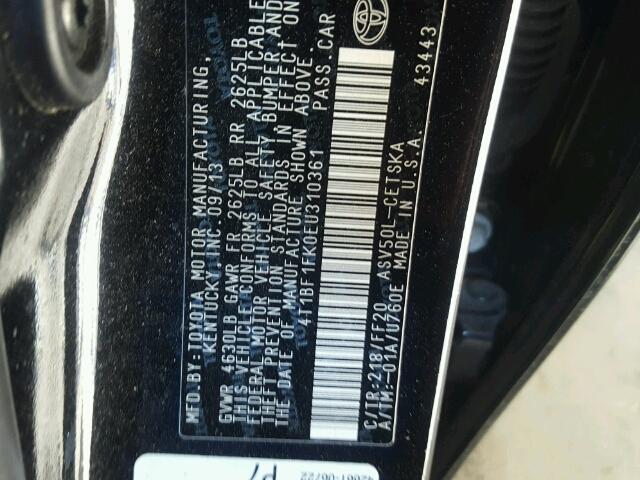 MFD.BY:TOYOTA MOTOR MANUFACTURING,
KENTUCKY,INC. 09/13
GVWR 4630LB GAWR FR 2625LB RR 2625LB
THIS VEHICLE CONFORMS TO ALL APPLICABLE
FEDERAL MOTOR VEHICLE SAFETY BUMPER AND
THEFT PREVENTION STANDARDS IN EFFECT ON
THE DATE OF MANUFACTURE SHOWN ABOVE
4T1BF1FK0EU310361 PASS.CAR
C/TR:218/FF20 ASV50L-CETSKA
A/TM:-01A/U760E MADE IN U.S.A.
43443